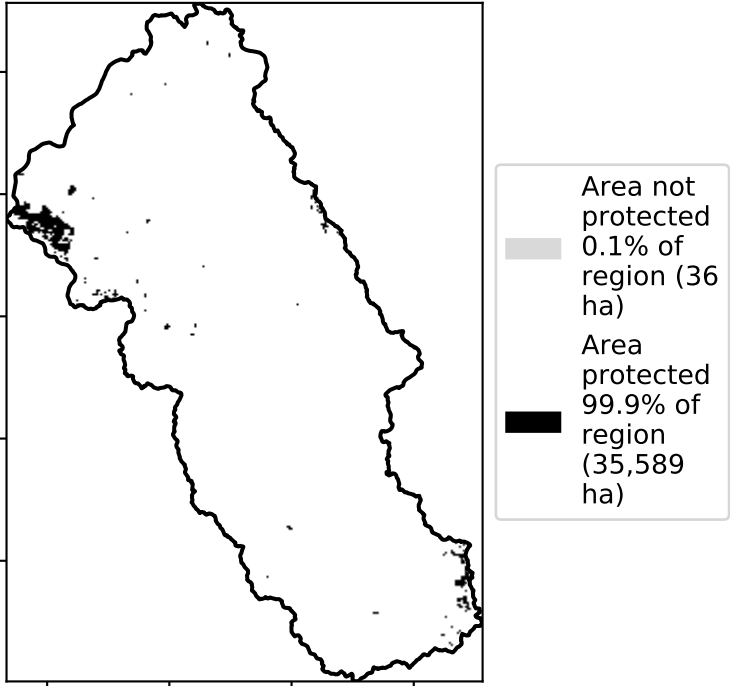 Area not
protected
0.1% of
region (36
ha)
Area
protected
99.9% of
region
(35,589
ha)